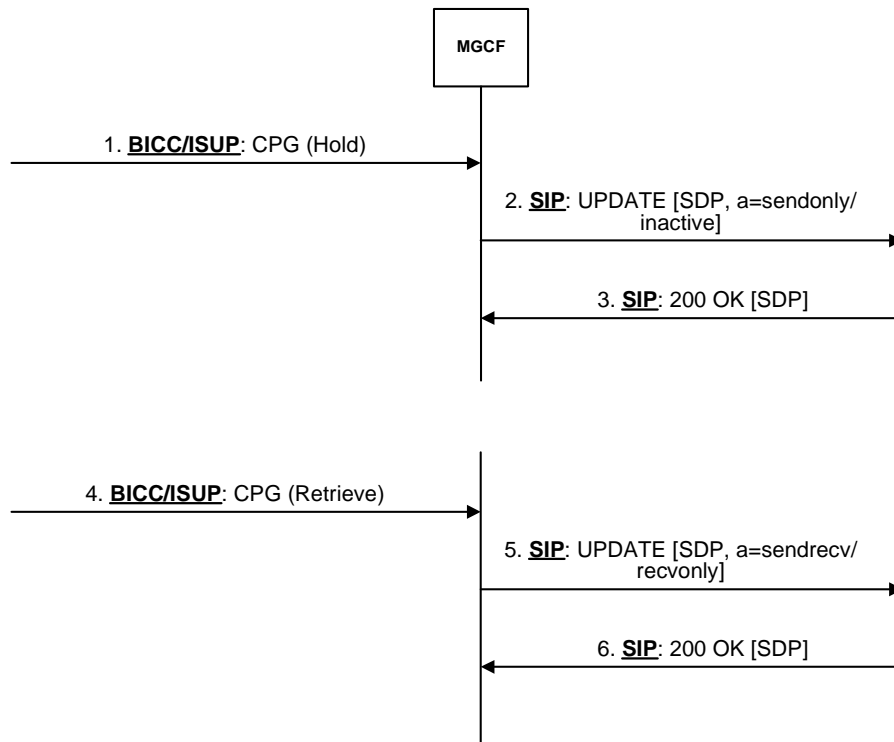 MGCF
1. BICC/ISUP: CPG (Hold)
2. SIP: UPDATE [SDP, a=sendonly/
inactive]
3. SIP: 200 OK [SDP]
4. BICC/ISUP: CPG (Retrieve)
5. SIP: UPDATE [SDP, a=sendrecv/
recvonly]
6. SIP: 200 OK [SDP]